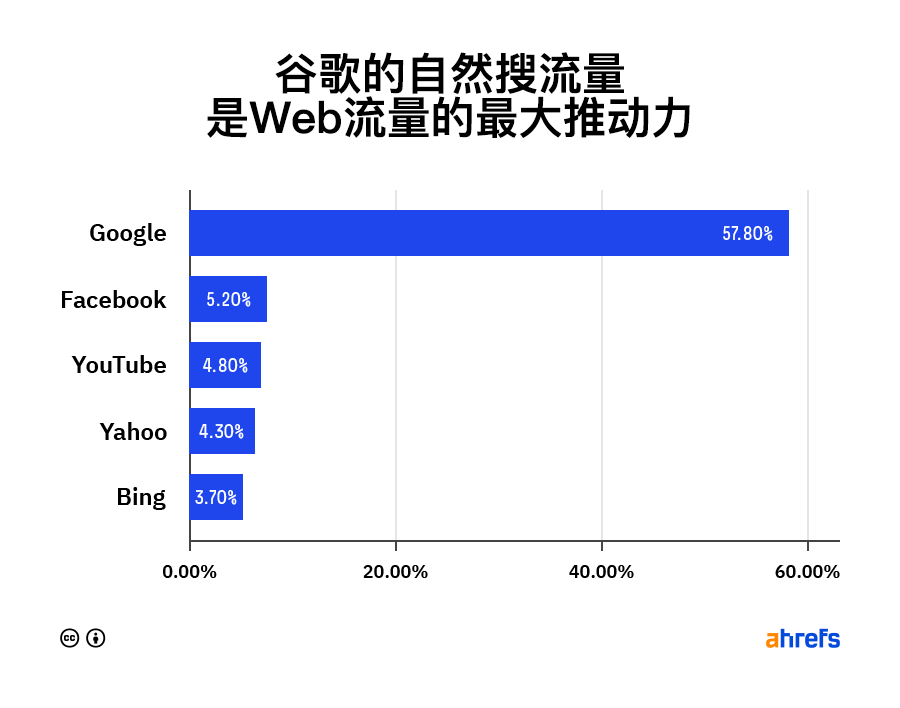 谷歌的自然搜流量
是Web流量的最大推动力
Google
57.80%
Facebook
5.20%
YouTube
4.80%
Yahoo
4.30%
Bing
3.70%
0.00%
20.00%
40.00%
60.00%
cc
ahrefs